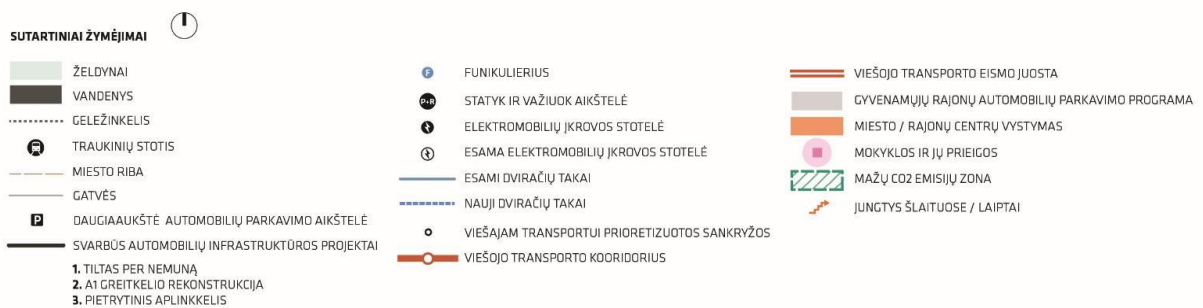 SUTARTINIAI ŽYMĖJIMAI
ŽELDYNAI
VANDENYS
GELEŽINKELIS
TRAUKINIŲ STOTIS
MIESTO RIBA
GATVĖS
P DAUGIAAUKŠTĖ AUTOMOBILIŲ PARKAVIMO AIKŠTELĖ
SVARBŪS AUTOMOBILIŲ INFRASTRUKTŪROS PROJEKTAI
1. TILTAS PER NEMUNĄ
2. A1 GREITKELIO REKONSTRUKCIJA
3. PIETRYTINIS APLINKKELIS
F FUNIKULIERIUS
P+R STATYK IR VAŽIUOK AIKŠTELĖ
ELEKTROMOBILIŲ ĮKROVOS STOTELĖ
ESAMA ELEKTROMOBILIŲ ĮKROVOS STOTELĖ
ESAMI DVIRAČIŲ TAKAI
NAUJI DVIRAČIŲ TAKAI
VIEŠAJAM TRANSPORTUI PRIORETIZUOTOS SANKRYŽOS
VIEŠOJO TRANSPORTO KOORIDORIUS
VIEŠOJO TRANSPORTO EISMO JUOSTA
GYVENAMŲJŲ RAJONŲ AUTOMOBILIŲ PARKAVIMO PROGRAMA
MIESTO / RAJONŲ CENTRŲ VYSTYMAS
MOKYKLOS IR JŲ PRIEIGOS
MAŽŲ CO2 EMISIJŲ ZONA
JUNGTYS ŠLAITUOSE / LAIPTAI